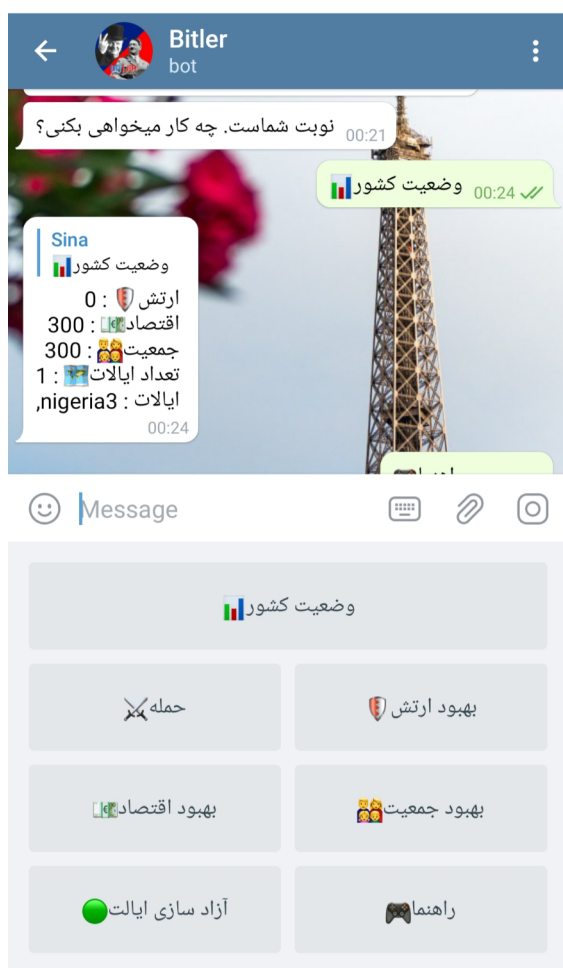 Bitler
bot
نوبت شماست. چه کار میخواهی بکنی؟ 00:21
وضعیت کشور📊 00:24
Sina
وضعیت کشور📊
ارتش🛡 : 0
اقتصاد💶 : 300
جمعیت👨‍👩‍👧‍👦 : 300
تعداد ایالات🗺 : 1
ایالات : nigeria3,
00:24
راهنما🎮
Message
وضعیت کشور📊
حمله⚔
بهبود ارتش🛡
بهبود اقتصاد💶
بهبود جمعیت👨‍👩‍👧‍👦
آزاد سازی ایالت🟢
راهنما🎮